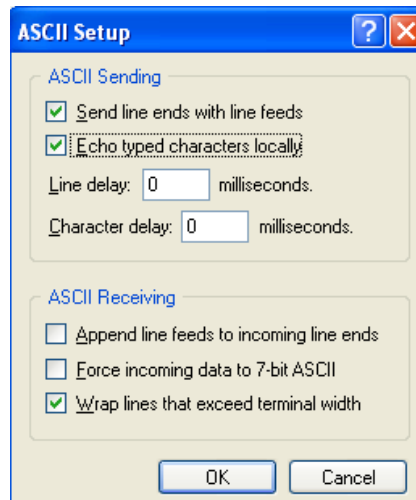 ASCII Setup
ASCII Sending
Send line ends with line feeds
Echo typed characters locally
Line delay: 0 milliseconds.
Character delay: 0 milliseconds.
ASCII Receiving
Append line feeds to incoming line ends
Force incoming data to 7-bit ASCII
Wrap lines that exceed terminal width
OK Cancel